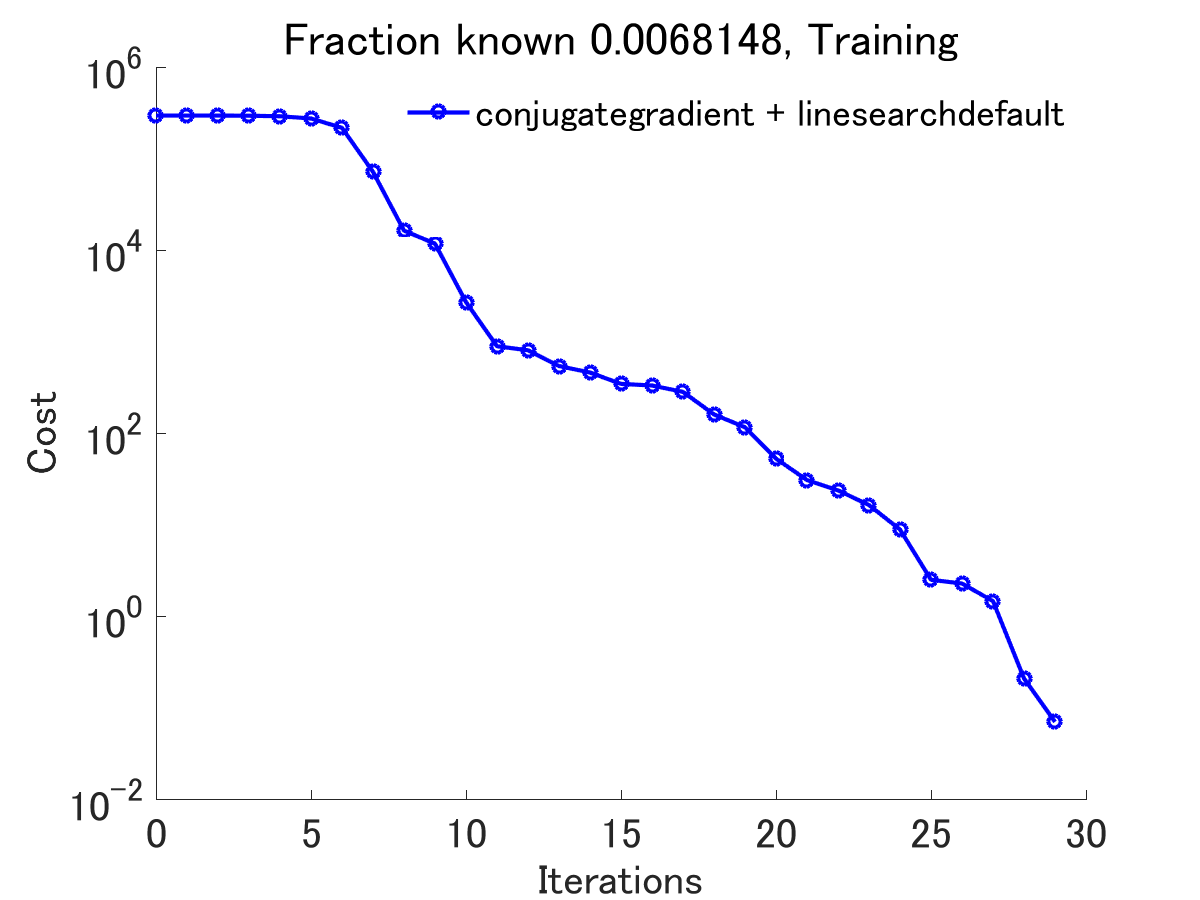 Fraction known 0.0068148, Training
conjugategradient + linesearchdefault
10^6
10^4
10^2
10^0
10^-2
Cost
0 5 10 15 20 25 30
Iterations